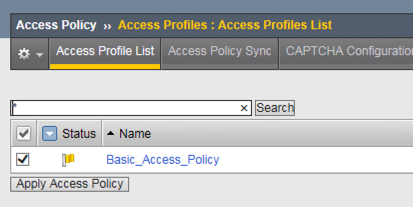 Access Policy ›› Access Profiles : Access Profiles List
Access Profile List Access Policy Sync CAPTCHA Configuratio
* × Search
Status Name
Basic_Access_Policy
Apply Access Policy